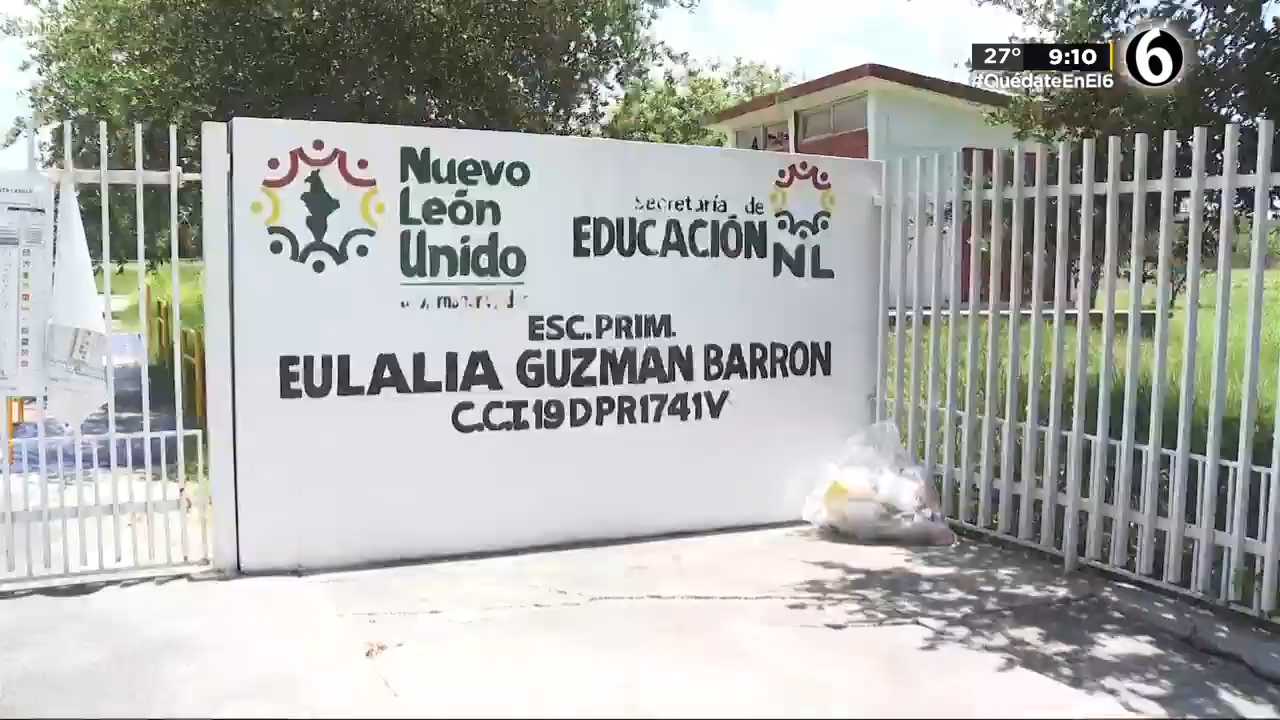 27° 9:10
#QuédateEnEl6
6
Nuevo
León
Unido
Secretaría de
EDUCACIÓN
NL
ESC. PRIM.
EULALIA GUZMAN BARRON
C.C.T.19DPR1741V